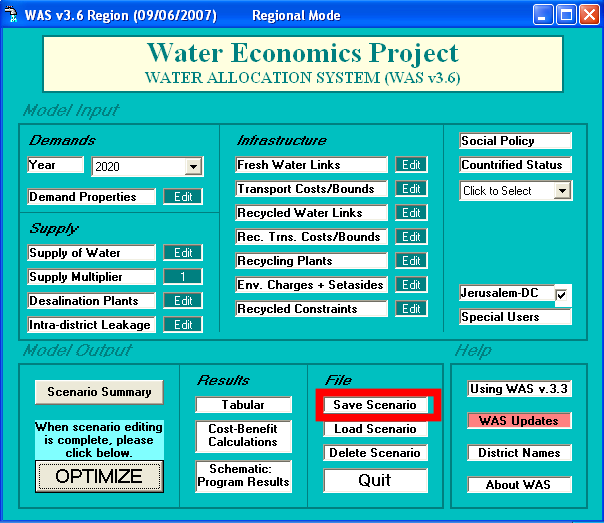 WAS v3.6 Region (09/06/2007) Regional Mode
Water Economics Project
WATER ALLOCATION SYSTEM (WAS v3.6)
Model Input
Demands
Year 2020
Demand Properties Edit
Supply
Supply of Water Edit
Supply Multiplier 1
Desalination Plants Edit
Intra-district Leakage Edit
Infrastructure
Fresh Water Links Edit
Transport Costs/Bounds Edit
Recycled Water Links Edit
Rec. Trns. Costs/Bounds Edit
Recycling Plants Edit
Env. Charges + Setasides Edit
Recycled Constraints Edit
Social Policy
Countrified Status
Click to Select
Jerusalem-DC
Special Users
Model Output
Scenario Summary
When scenario editing
is complete, please
click below.
OPTIMIZE
Results
Tabular
Cost-Benefit
Calculations
Schematic:
Program Results
File
Save Scenario
Load Scenario
Delete Scenario
Quit
Help
Using WAS v.3.3
WAS Updates
District Names
About WAS